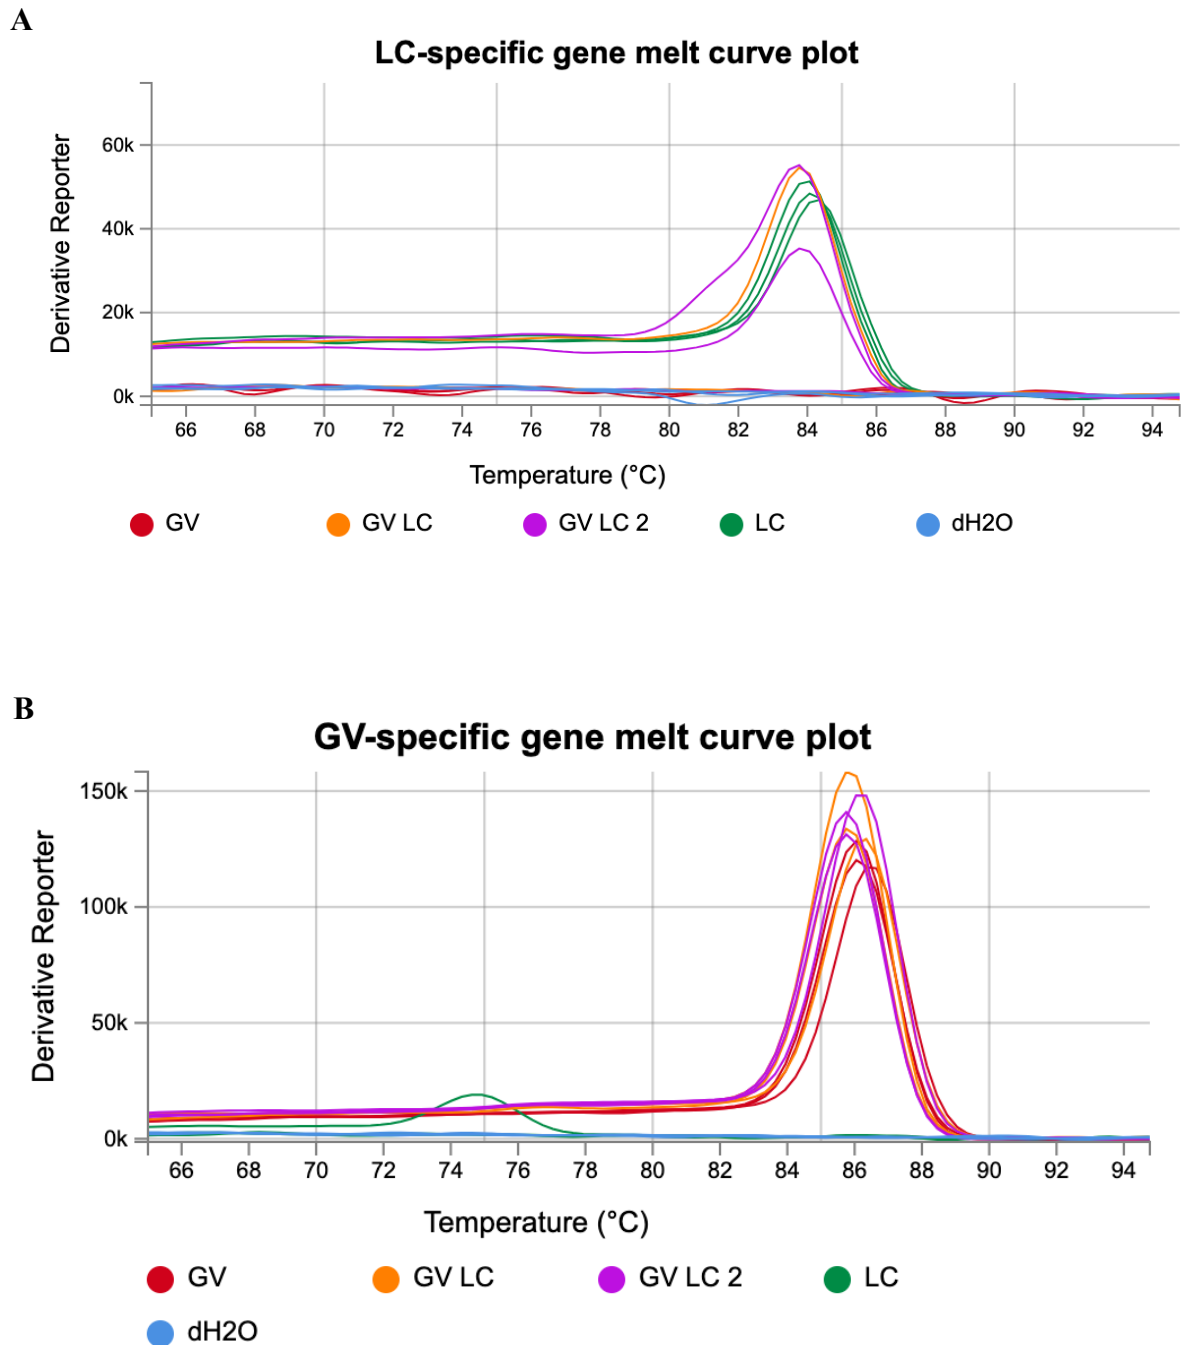 A
LC-specific gene melt curve plot
Derivative Reporter
60k
40k
20k
0k
66 68 70 72 74 76 78 80 82 84 86 88 90 92 94
Temperature (°C)
GV GV LC GV LC 2 LC dH2O
B
GV-specific gene melt curve plot
Derivative Reporter
150k
100k
50k
0k
66 68 70 72 74 76 78 80 82 84 86 88 90 92 94
Temperature (°C)
GV GV LC GV LC 2 LC
dH2O